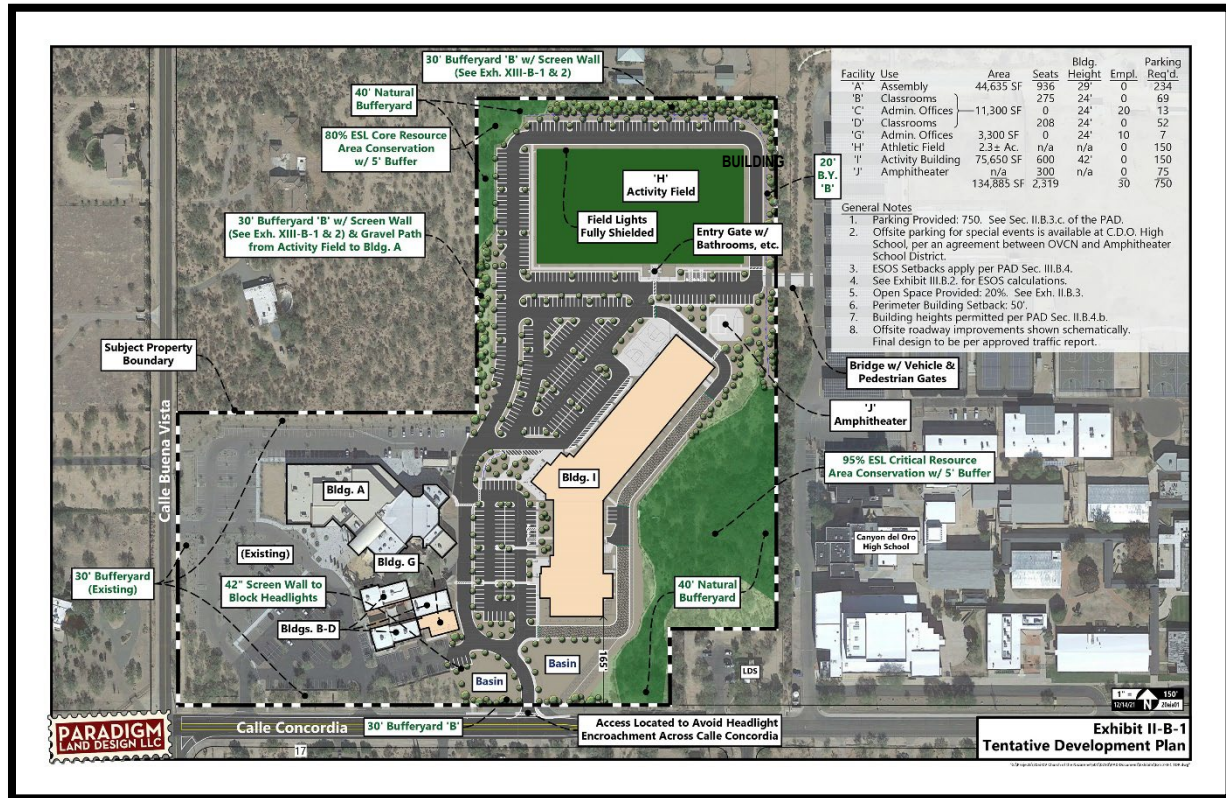 30' Bufferyard 'B' w/ Screen Wall
(See Exh. XIII-B-1 & 2)
40' Natural
Bufferyard
80% ESL Core Resource
Area Conservation
w/ 5' Buffer
30' Bufferyard 'B' w/ Screen Wall
(See Exh. XIII-B-1 & 2) & Gravel Path
from Activity Field to Bldg. A
'H'
Activity Field
Field Lights
Fully Shielded
Entry Gate w/
Bathrooms, etc.
BUILDING
20'
B.Y.
'B'
Facility Use Area Seats Bldg. Height Empl. Parking Req'd.
'A' Assembly 44,635 SF 936 29' 0 234
'B' Classrooms 275 24' 0 69
'C' Admin. Offices 11,300 SF 0 24' 20 13
'D' Classrooms 208 24' 0 52
'G' Admin. Offices 3,300 SF 0 24' 10 7
'H' Athletic Field 2.3± Ac. n/a n/a 0 150
'I' Activity Building 75,650 SF 600 42' 0 150
'J' Amphitheater n/a 300 n/a 0 75
134,885 SF 2,319 30 750
General Notes
1. Parking Provided: 750. See Sec. II.B.3.c. of the PAD.
2. Offsite parking for special events is available at C.D.O. High
School, per an agreement between OVCN and Amphitheater
School District.
3. ESOS Setbacks apply per PAD Sec. III.B.4.
4. See Exhibit III.B.2. for ESOS calculations.
5. Open Space Provided: 20%. See Exh. II.B.3.
6. Perimeter Building Setback: 50'.
7. Building heights permitted per PAD Sec. II.B.4.b.
8. Offsite roadway improvements shown schematically.
Final design to be per approved traffic report.
Subject Property
Boundary
Calle Buena Vista
Bridge w/ Vehicle &
Pedestrian Gates
'J'
Amphitheater
95% ESL Critical Resource
Area Conservation w/ 5' Buffer
Bldg. A
Bldg. I
(Existing)
Bldg. G
30' Bufferyard
(Existing)
42" Screen Wall to
Block Headlights
Bldgs. B-D
40' Natural
Bufferyard
Canyon del Oro
High School
165'
LDS
Basin
Basin
30' Bufferyard 'B'
Access Located to Avoid Headlight
Encroachment Across Calle Concordia
Calle Concordia
17
PARADIGM
LAND DESIGN LLC
1" = 150'
12/14/21
N
Exhibit II-B-1
Tentative Development Plan